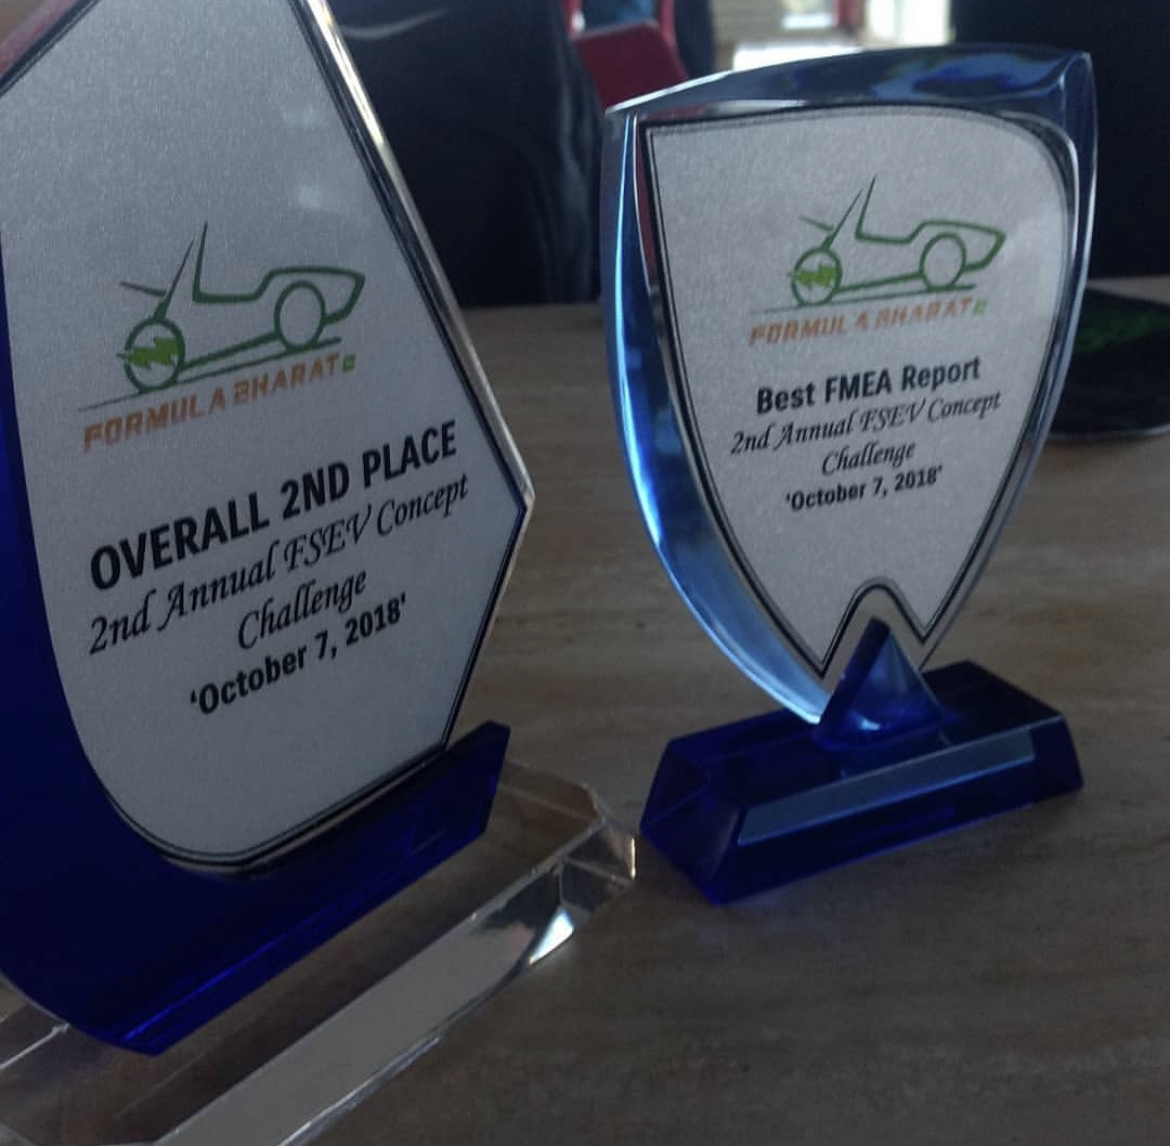 FORMULA BHARAT
OVERALL 2ND PLACE
2nd Annual FSEV Concept
Challenge
'October 7, 2018'
FORMULA BHARAT
Best FMEA Report
2nd Annual FSEV Concept
Challenge
'October 7, 2018'